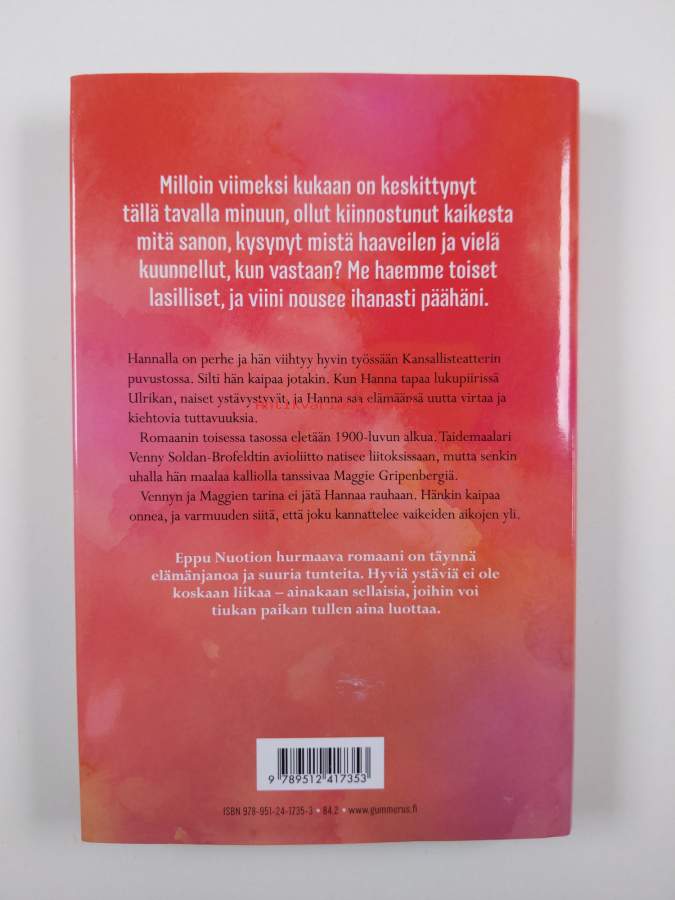 Milloin viimeksi kukaan on keskittynyt
tällä tavalla minuun, ollut kiinnostunut kaikesta
mitä sanon, kysynyt mistä haaveilen ja vielä
kuunnellut, kun vastaan? Me haemme toiset
lasilliset, ja viini nousee ihanasti päähäni.
Hannalla on perhe ja hän viihtyy hyvin työssään Kansallisteatterin
puvustossa. Silti hän kaipaa jotakin. Kun Hanna tapaa lukupiirissä
Ulrikan, naiset ystävystyvät, ja Hanna saa elämäänsä uutta virtaa ja
kiehtovia tuttavuuksia.
Romaanin toisessa tasossa eletään 1900-luvun alkua. Taidemaalari
Venny Soldan-Brofeldtin avioliitto natisee liitoksissaan, mutta senkin
uhalla hän maalaa kalliolla tanssivaa Maggie Gripenbergiä.
Vennyn ja Maggien tarina ei jätä Hannaa rauhaan. Hänkin kaipaa
onnea, ja varmuuden siitä, että joku kannattelee vaikeiden aikojen yli.
Eppu Nuotion hurmaava romaani on täynnä
elämänjanoa ja suuria tunteita. Hyviä ystäviä ei ole
koskaan liikaa – ainakaan sellaisia, joihin voi
tiukan paikan tullen aina luottaa.
9 789512 417353
ISBN 978-951-24-1735-3 • 84.2 • www.gummerus.fi